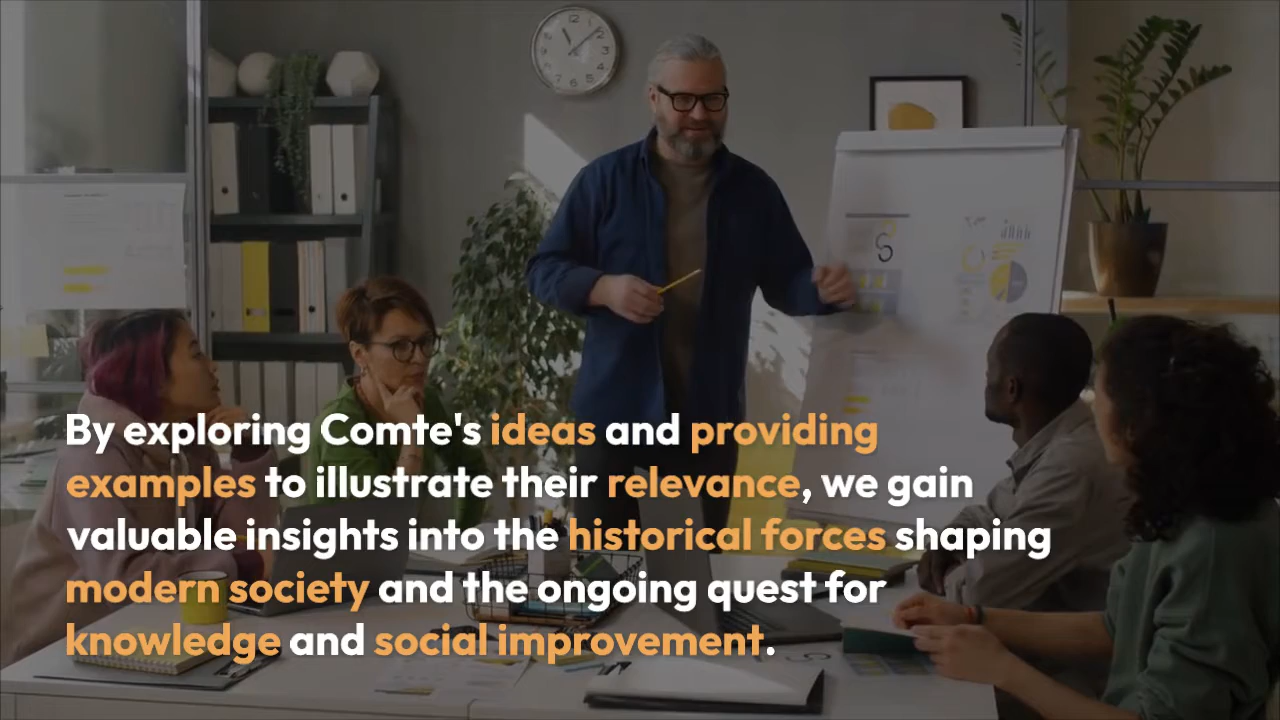 By exploring Comte's ideas and providing
examples to illustrate their relevance, we gain
valuable insights into the historical forces shaping
modern society and the ongoing quest for
knowledge and social improvement.